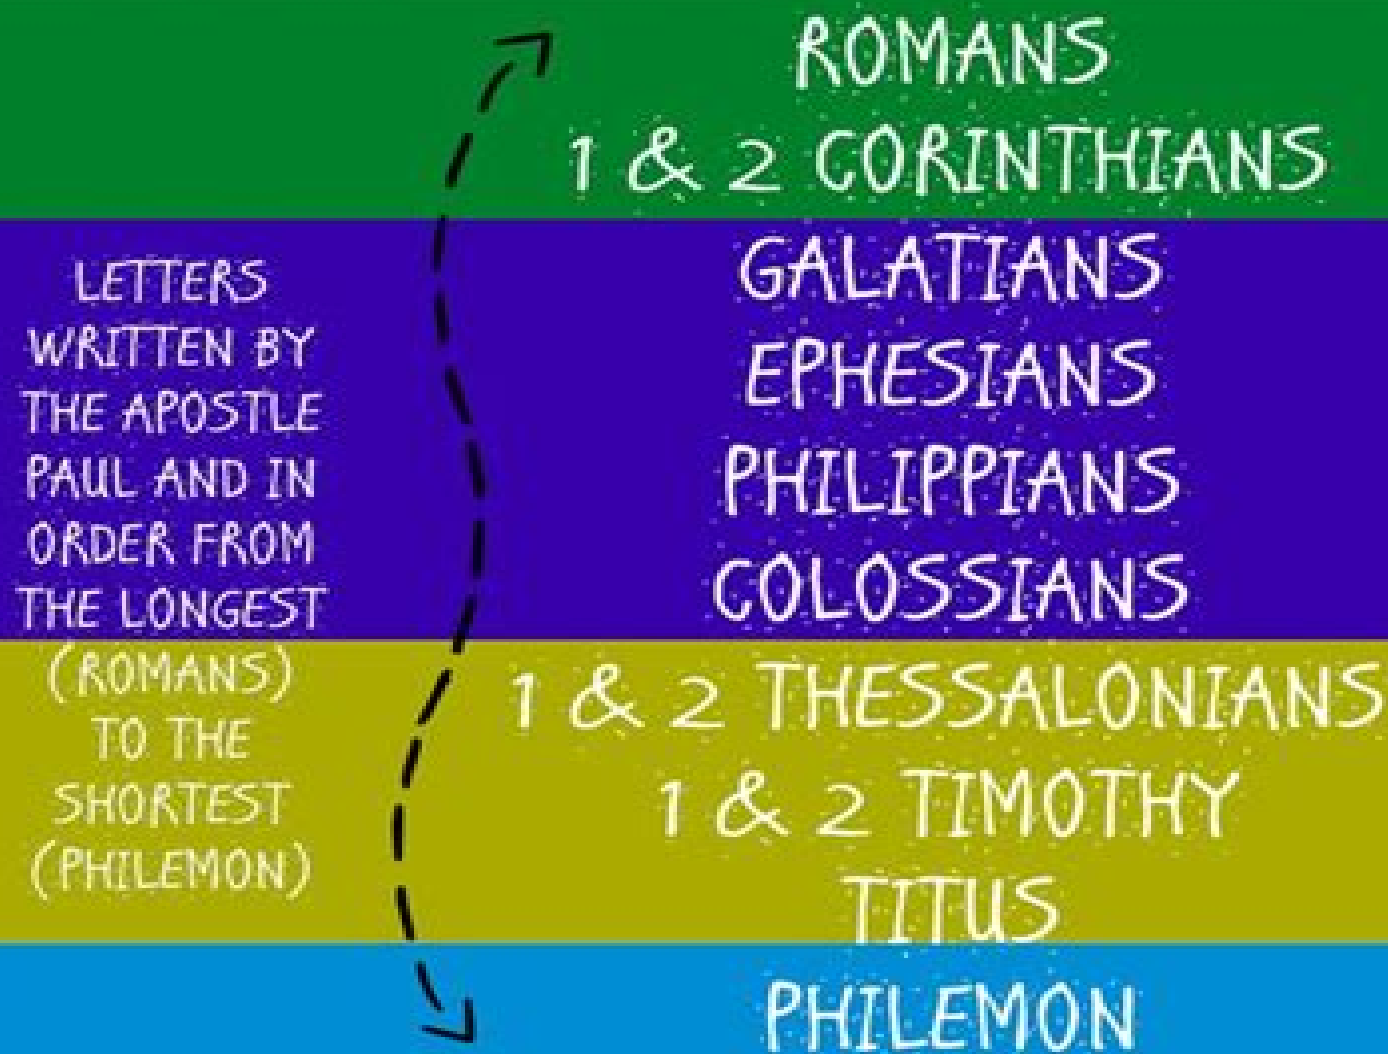 ROMANS
1 & 2 CORINTHIANS
GALATIANS
EPHESIANS
PHILIPPIANS
COLOSSIANS
1 & 2 THESSALONIANS
1 & 2 TIMOTHY
TITUS
PHILEMON
LETTERS
WRITTEN BY
THE APOSTLE
PAUL AND IN
ORDER FROM
THE LONGEST
(ROMANS)
TO THE
SHORTEST
(PHILEMON)